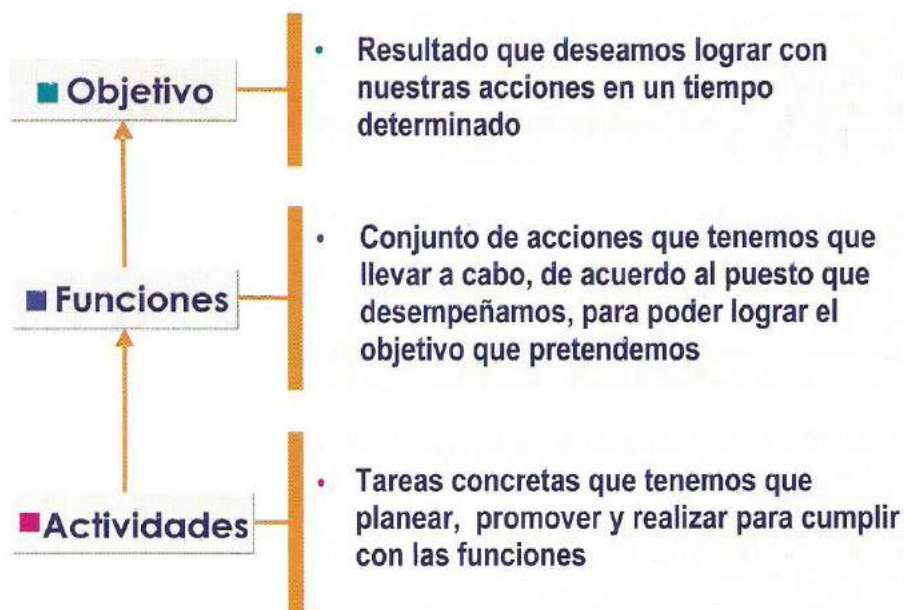 Objetivo
• Resultado que deseamos lograr con
nuestras acciones en un tiempo
determinado
Funciones
• Conjunto de acciones que tenemos que
llevar a cabo, de acuerdo al puesto que
desempeñamos, para poder lograr el
objetivo que pretendemos
Actividades
• Tareas concretas que tenemos que
planear, promover y realizar para cumplir
con las funciones